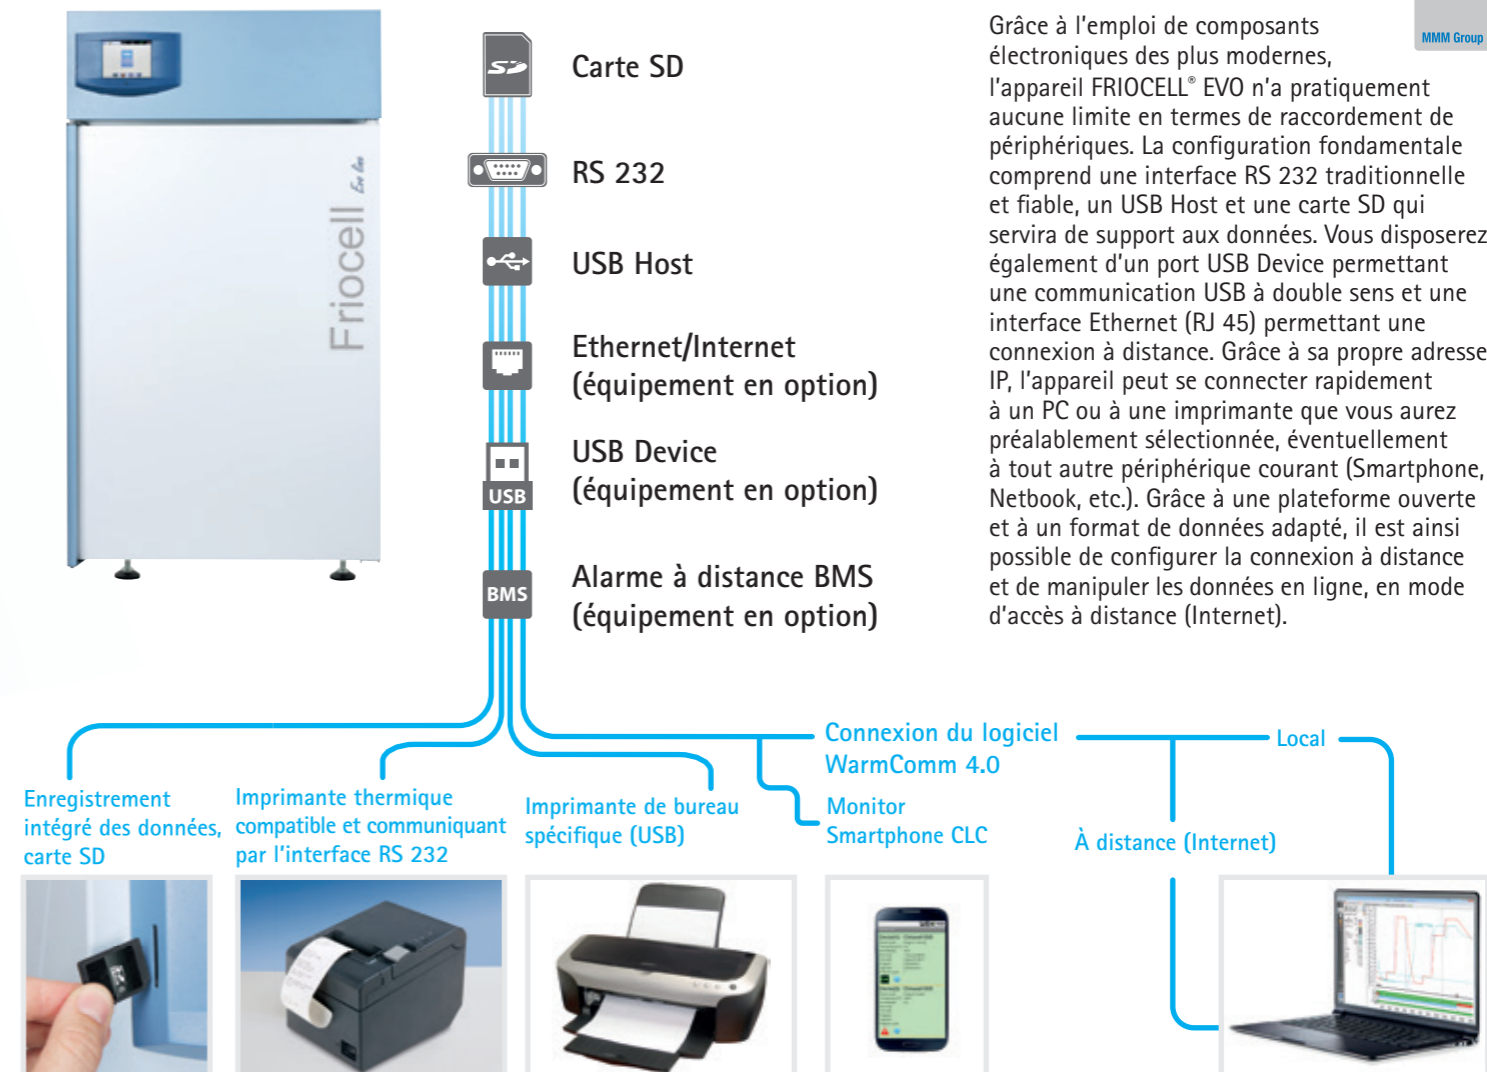 Friocell Evo line
Carte SD
RS 232
USB Host
Ethernet/Internet
(équipement en option)
USB
USB Device
(équipement en option)
BMS
Alarme à distance BMS
(équipement en option)
MMM Group
Grâce à l'emploi de composants
électroniques des plus modernes,
l'appareil FRIOCELL® EVO n'a pratiquement
aucune limite en termes de raccordement de
périphériques. La configuration fondamentale
comprend une interface RS 232 traditionnelle
et fiable, un USB Host et une carte SD qui
servira de support aux données. Vous disposerez
également d'un port USB Device permettant
une communication USB à double sens et une
interface Ethernet (RJ 45) permettant une
connexion à distance. Grâce à sa propre adresse
IP, l'appareil peut se connecter rapidement
à un PC ou à une imprimante que vous aurez
préalablement sélectionnée, éventuellement
à tout autre périphérique courant (Smartphone,
Netbook, etc.). Grâce à une plateforme ouverte
et à un format de données adapté, il est ainsi
possible de configurer la connexion à distance
et de manipuler les données en ligne, en mode
d'accès à distance (Internet).
Enregistrement
intégré des données,
carte SD
Imprimante thermique
compatible et communiquant
par l'interface RS 232
Imprimante de bureau
spécifique (USB)
Connexion du logiciel
WarmComm 4.0
Monitor
Smartphone CLC
Local
À distance (Internet)